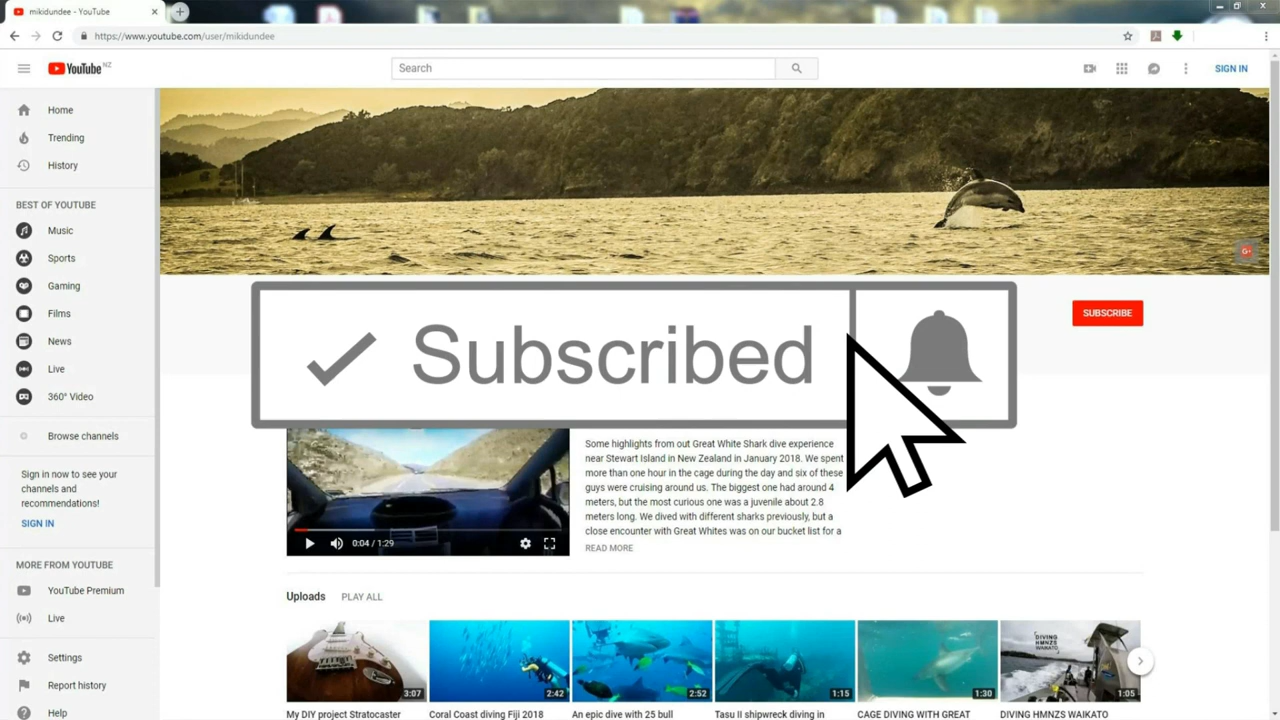 mikidundee - YouTube
https://www.youtube.com/user/mikidundee
YouTube NZ
Search
SIGN IN
Home
Trending
History
BEST OF YOUTUBE
Music
Sports
Gaming
Films
News
Live
360° Video
Browse channels
Sign in now to see your
channels and
recommendations!
SIGN IN
MORE FROM YOUTUBE
YouTube Premium
Live
Settings
Report history
Help
G+
SUBSCRIBE
Subscribed
0:04 / 1:29
Some highlights from out Great White Shark dive experience
near Stewart Island in New Zealand in January 2018. We spent
more than one hour in the cage during the day and six of these
guys were cruising around us. The biggest one had around 4
meters, but the most curious one was a juvenile about 2.8
meters long. We dived with different sharks previously, but a
close encounter with Great Whites was on our bucket list for a
READ MORE
Uploads PLAY ALL
3:07
2:42
2:52
1:15
1:30
DIVING
HMNZS
WAIKATO
1:05
My DIY project Stratocaster
Coral Coast diving Fiji 2018
An epic dive with 25 bull
Tasu II shipwreck diving in
CAGE DIVING WITH GREAT
DIVING HMNZS WAIKATO